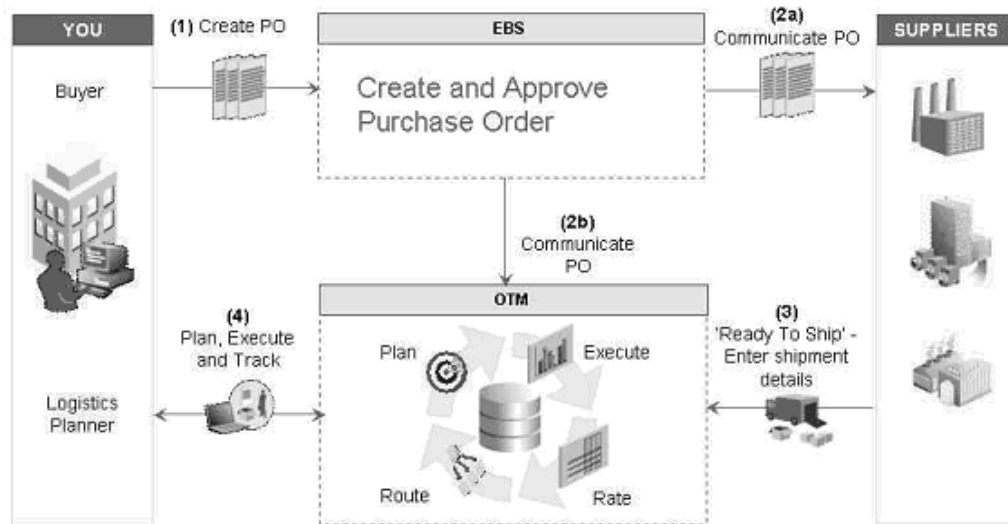 YOU
Buyer
Logistics
Planner
(1) Create PO
EBS
Create and Approve
Purchase Order
(2a)
Communicate PO
SUPPLIERS
(2b)
Communicate
PO
(4)
Plan, Execute
and Track
OTM
Plan
Execute
Route
Rate
(3)
'Ready To Ship' -
Enter shipment
details